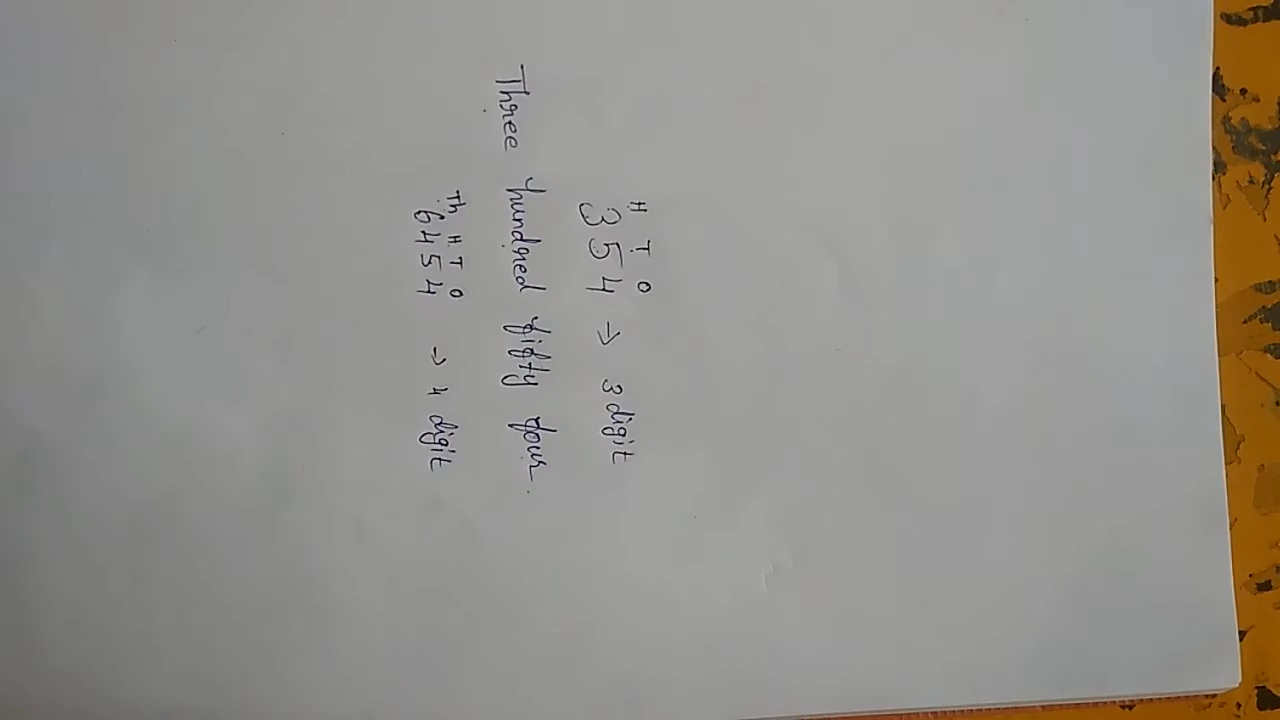 H T O
354 → 3 digit
Three hundred fifty four.
Th H T O
6454 → 4 digit